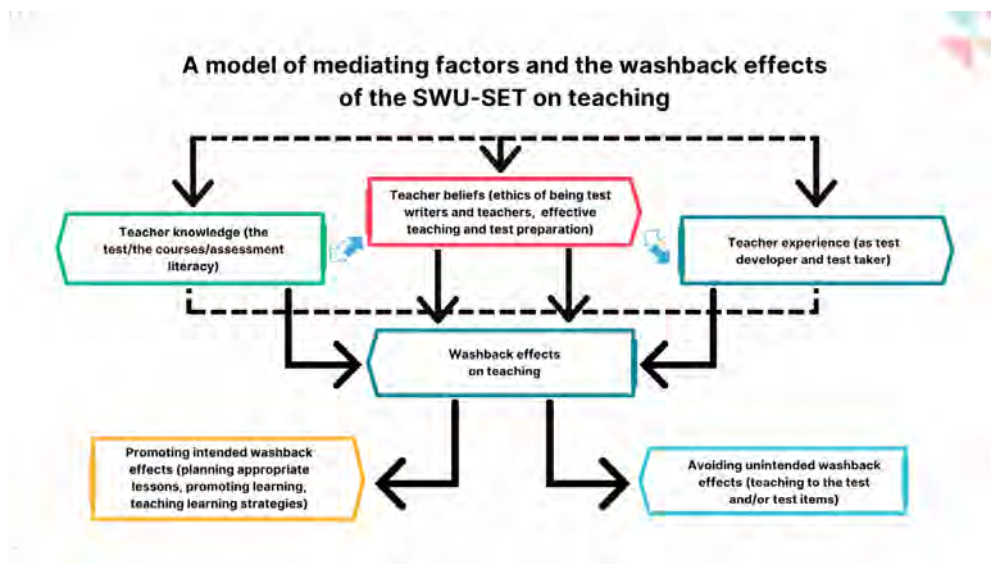 A model of mediating factors and the washback effects
of the SWU-SET on teaching
Teacher beliefs (ethics of being test
writers and teachers, effective
teaching and test preparation)
Teacher knowledge (the
test/the courses/assessment
literacy)
Teacher experience (as test
developer and test taker)
Washback effects
on teaching
Promoting intended washback
effects (planning appropriate
lessons, promoting learning,
teaching learning strategies)
Avoiding unintended washback
effects (teaching to the test
and/or test items)